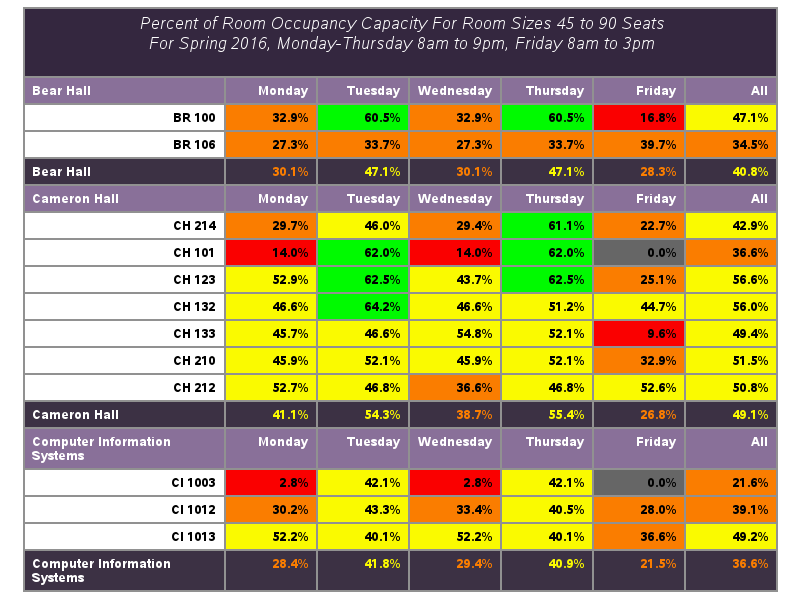 Percent of Room Occupancy Capacity For Room Sizes 45 to 90 Seats
For Spring 2016, Monday-Thursday 8am to 9pm, Friday 8am to 3pm
Bear Hall Monday Tuesday Wednesday Thursday Friday All
BR 100 32.9% 60.5% 32.9% 60.5% 16.8% 47.1%
BR 106 27.3% 33.7% 27.3% 33.7% 39.7% 34.5%
Bear Hall 30.1% 47.1% 30.1% 47.1% 28.3% 40.8%
Cameron Hall Monday Tuesday Wednesday Thursday Friday All
CH 214 29.7% 46.0% 29.4% 61.1% 22.7% 42.9%
CH 101 14.0% 62.0% 14.0% 62.0% 0.0% 36.6%
CH 123 52.9% 62.5% 43.7% 62.5% 25.1% 56.6%
CH 132 46.6% 64.2% 46.6% 51.2% 44.7% 56.0%
CH 133 45.7% 46.6% 54.8% 52.1% 9.6% 49.4%
CH 210 45.9% 52.1% 45.9% 52.1% 32.9% 51.5%
CH 212 52.7% 46.8% 36.6% 46.8% 52.6% 50.8%
Cameron Hall 41.1% 54.3% 38.7% 55.4% 26.8% 49.1%
Computer Information Monday Tuesday Wednesday Thursday Friday All
Systems
CI 1003 2.8% 42.1% 2.8% 42.1% 0.0% 21.6%
CI 1012 30.2% 43.3% 33.4% 40.5% 28.0% 39.1%
CI 1013 52.2% 40.1% 52.2% 40.1% 36.6% 49.2%
Computer Information 28.4% 41.8% 29.4% 40.9% 21.5% 36.6%
Systems